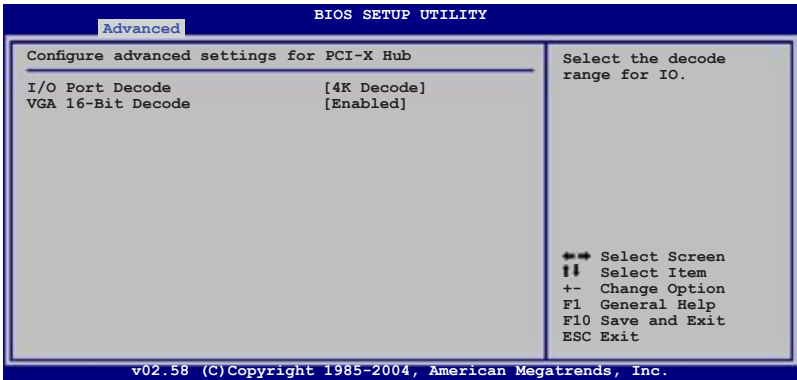 BIOS SETUP UTILITY
Advanced
Configure advanced settings for PCI-X Hub
I/O Port Decode [4K Decode]
VGA 16-Bit Decode [Enabled]
Select the decode
range for IO.
←→ Select Screen
↑↓ Select Item
+- Change Option
F1 General Help
F10 Save and Exit
ESC Exit
v02.58 (C)Copyright 1985-2004, American Megatrends, Inc.